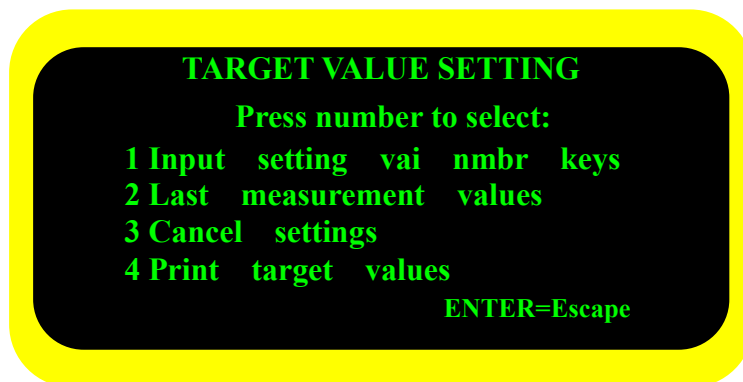 TARGET VALUE SETTING
Press number to select:
1 Input setting vai nmbr keys
2 Last measurement values
3 Cancel settings
4 Print target values
ENTER=Escape